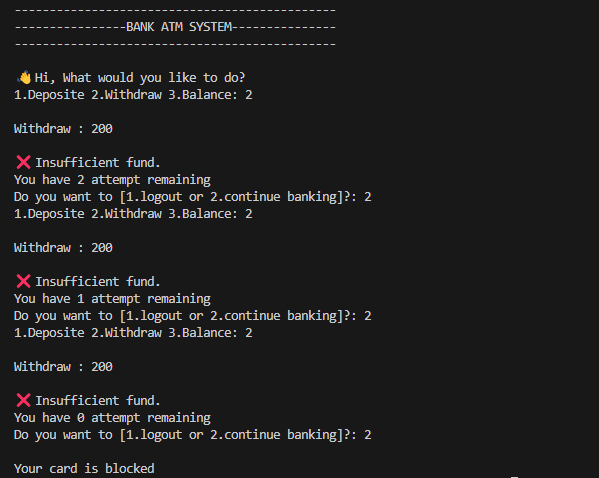 ----------------------------------------------
----------------BANK ATM SYSTEM---------------
----------------------------------------------
👋Hi, What would you like to do?
1.Deposite 2.Withdraw 3.Balance: 2
Withdraw : 200
❌ Insufficient fund.
You have 2 attempt remaining
Do you want to [1.logout or 2.continue banking]?: 2
1.Deposite 2.Withdraw 3.Balance: 2
Withdraw : 200
❌ Insufficient fund.
You have 1 attempt remaining
Do you want to [1.logout or 2.continue banking]?: 2
1.Deposite 2.Withdraw 3.Balance: 2
Withdraw : 200
❌ Insufficient fund.
You have 0 attempt remaining
Do you want to [1.logout or 2.continue banking]?: 2
Your card is blocked